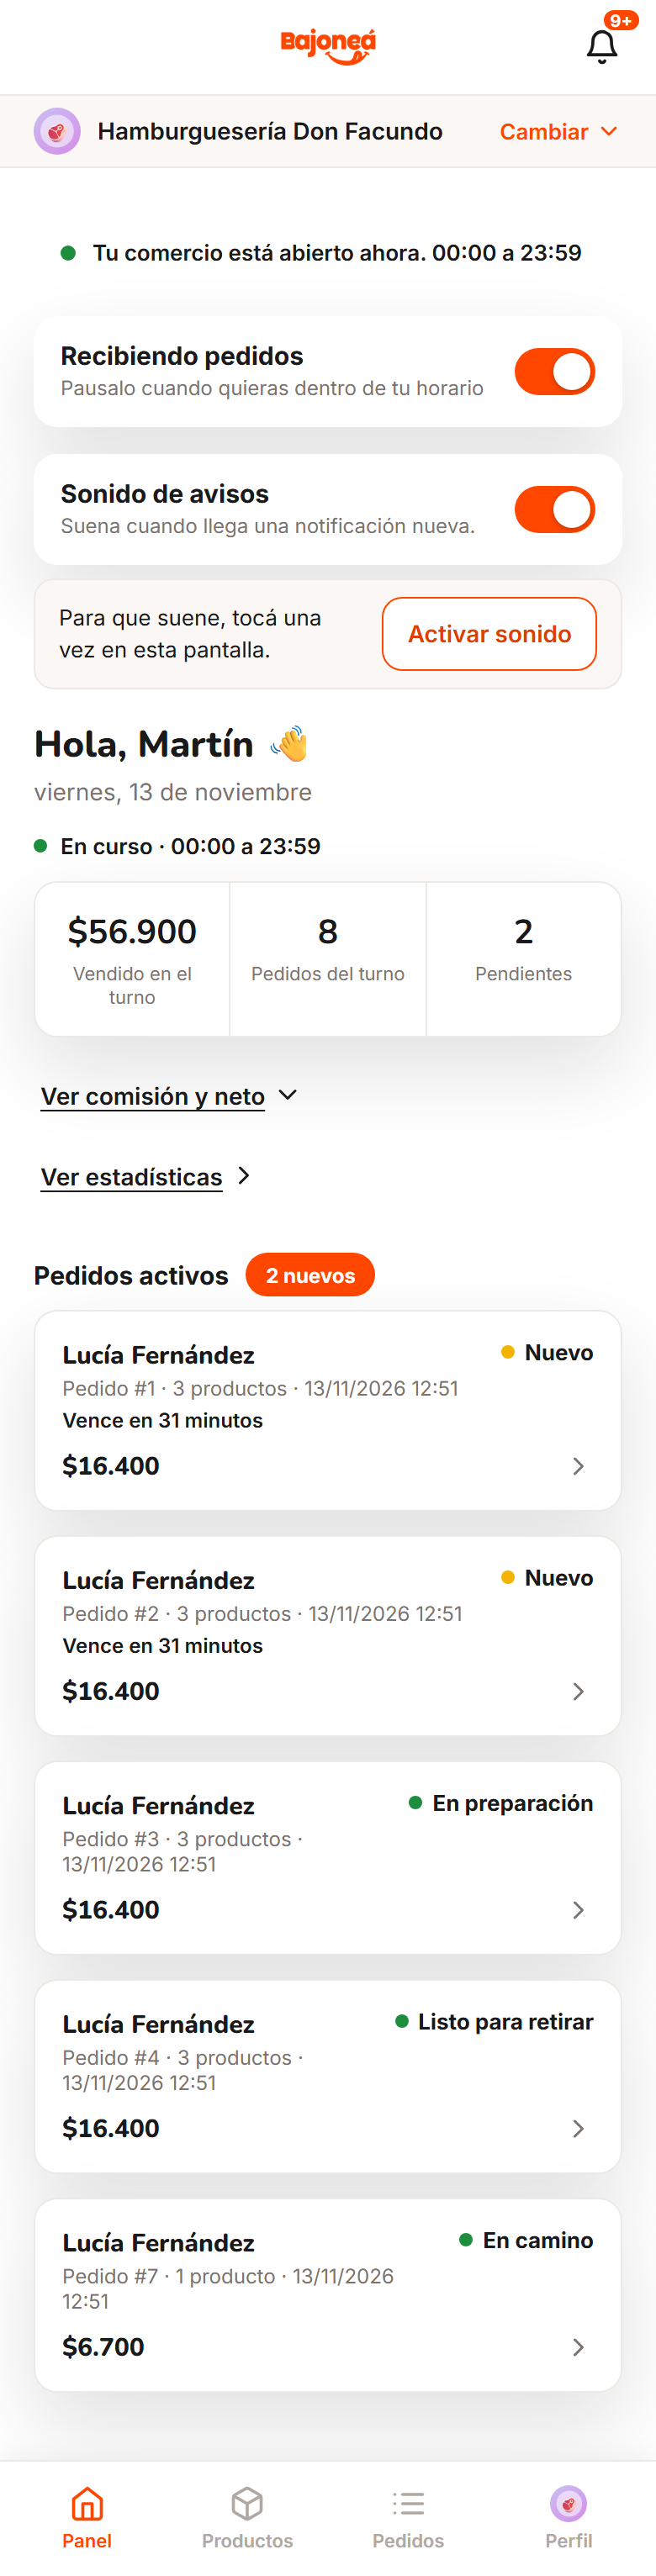 Bajoneá
9+
Hamburguesería Don Facundo
Cambiar
Tu comercio está abierto ahora. 00:00 a 23:59
Recibiendo pedidos
Pausalo cuando quieras dentro de tu horario
Sonido de avisos
Suena cuando llega una notificación nueva.
Para que suene, tocá una
vez en esta pantalla.
Activar sonido
Hola, Martín
viernes, 13 de noviembre
En curso · 00:00 a 23:59
$56.900
Vendido en el
turno
8
Pedidos del turno
2
Pendientes
Ver comisión y neto
Ver estadísticas
Pedidos activos
2 nuevos
Lucía Fernández
Nuevo
Pedido #1 · 3 productos · 13/11/2026 12:51
Vence en 31 minutos
$16.400
Lucía Fernández
Nuevo
Pedido #2 · 3 productos · 13/11/2026 12:51
Vence en 31 minutos
$16.400
Lucía Fernández
En preparación
Pedido #3 · 3 productos ·
13/11/2026 12:51
$16.400
Lucía Fernández
Listo para retirar
Pedido #4 · 3 productos ·
13/11/2026 12:51
$16.400
Lucía Fernández
En camino
Pedido #7 · 1 producto · 13/11/2026
12:51
$6.700
Panel
Productos
Pedidos
Perfil